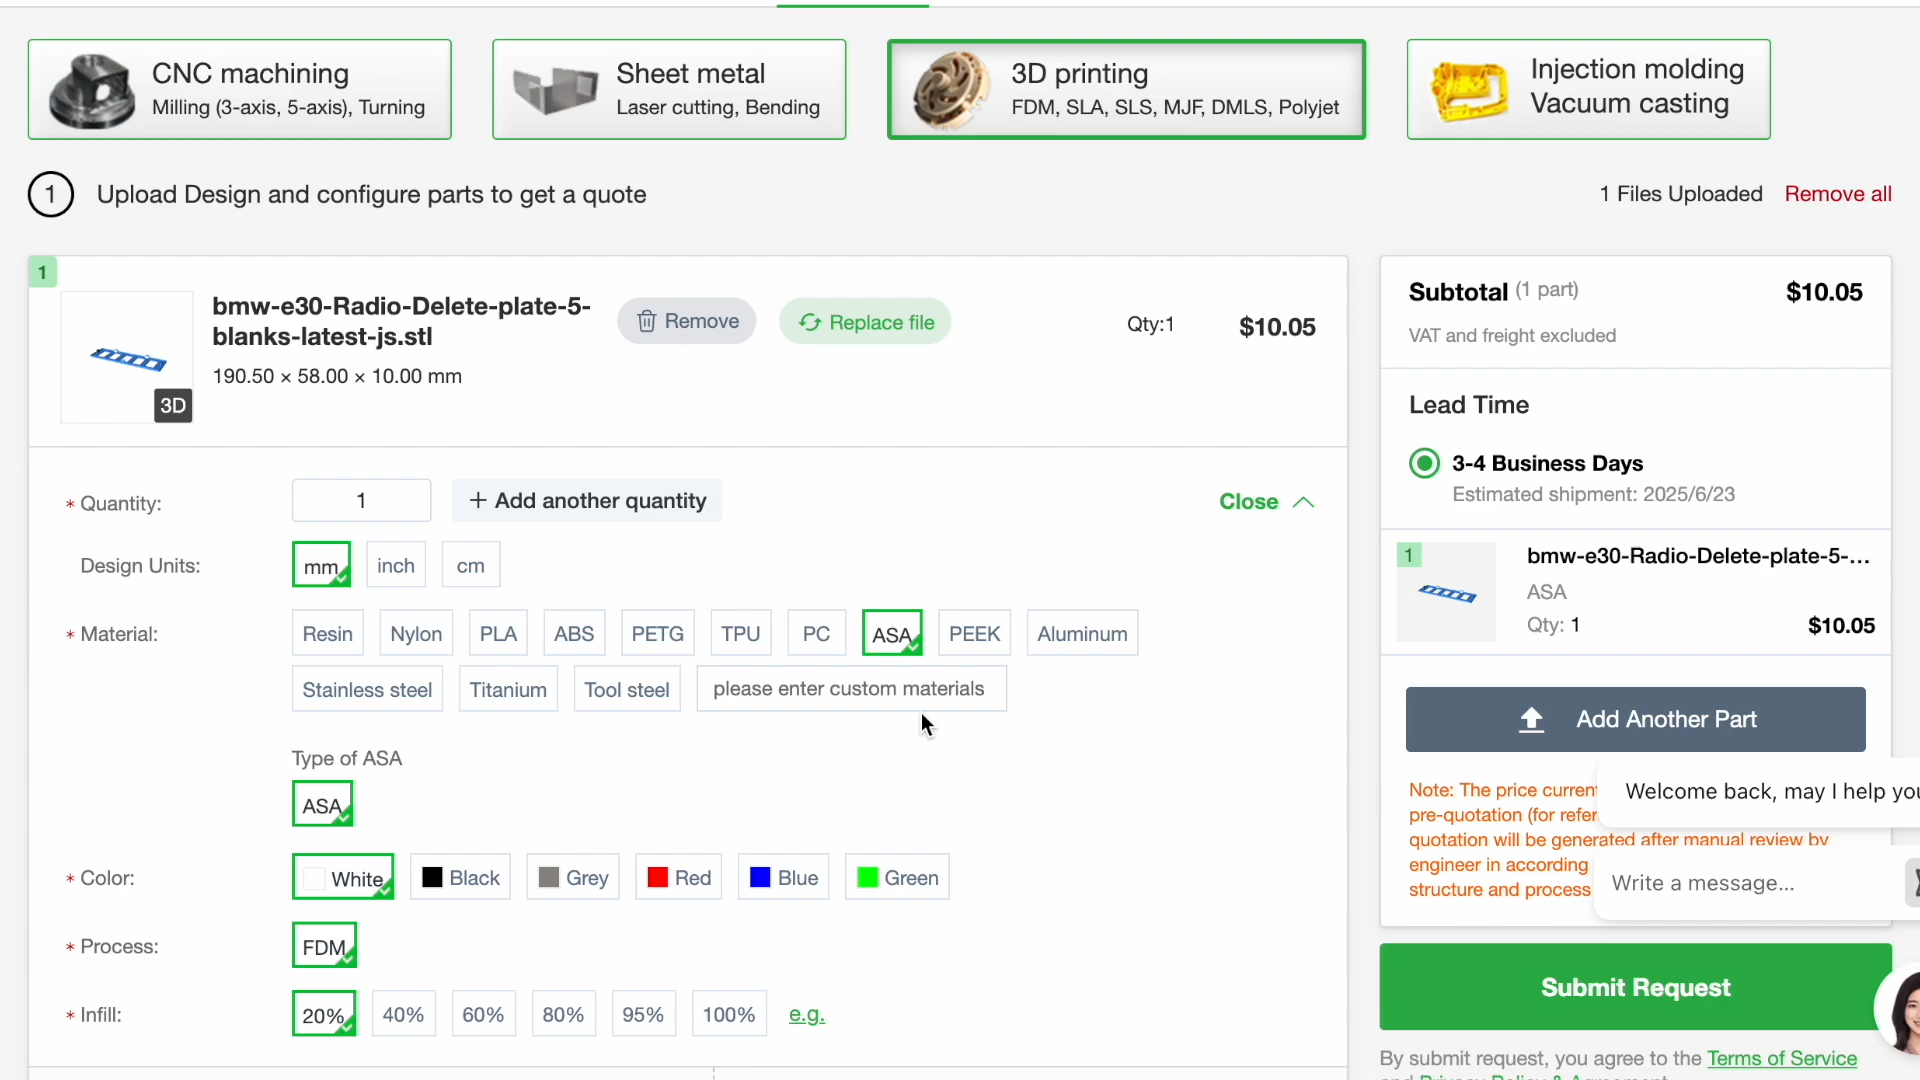 CNC machining
Milling (3-axis, 5-axis), Turning
Sheet metal
Laser cutting, Bending
3D printing
FDM, SLA, SLS, MJF, DMLS, Polyjet
Injection molding
Vacuum casting
1 Upload Design and configure parts to get a quote
1 Files Uploaded Remove all
1
bmw-e30-Radio-Delete-plate-5-
blanks-latest-js.stl
190.50 × 58.00 × 10.00 mm
3D
Remove
Replace file
Qty:1
$10.05
* Quantity: 1 + Add another quantity Close
Design Units: mm inch cm
* Material: Resin Nylon PLA ABS PETG TPU PC ASA PEEK Aluminum
Stainless steel Titanium Tool steel please enter custom materials
Type of ASA
ASA
* Color: White Black Grey Red Blue Green
* Process: FDM
* Infill: 20% 40% 60% 80% 95% 100% e.g.
Subtotal (1 part) $10.05
VAT and freight excluded
Lead Time
3-4 Business Days
Estimated shipment: 2025/6/23
1
bmw-e30-Radio-Delete-plate-5-...
ASA
Qty: 1
$10.05
Add Another Part
Note: The price
pre-quotation (for
quotation will be generated after manual review by
engineer in according
structure and process
Welcome back, may I help
Write a message...
Submit Request
By submit request, you agree to the Terms of Service